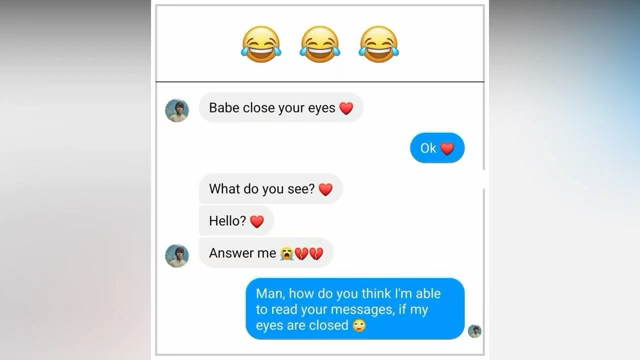 😂 😂 😂
Babe close your eyes ❤️
Ok ❤️
What do you see? ❤️
Hello? ❤️
Answer me 😭💔💔
Man, how do you think I'm able
to read your messages, if my
eyes are closed 🙄